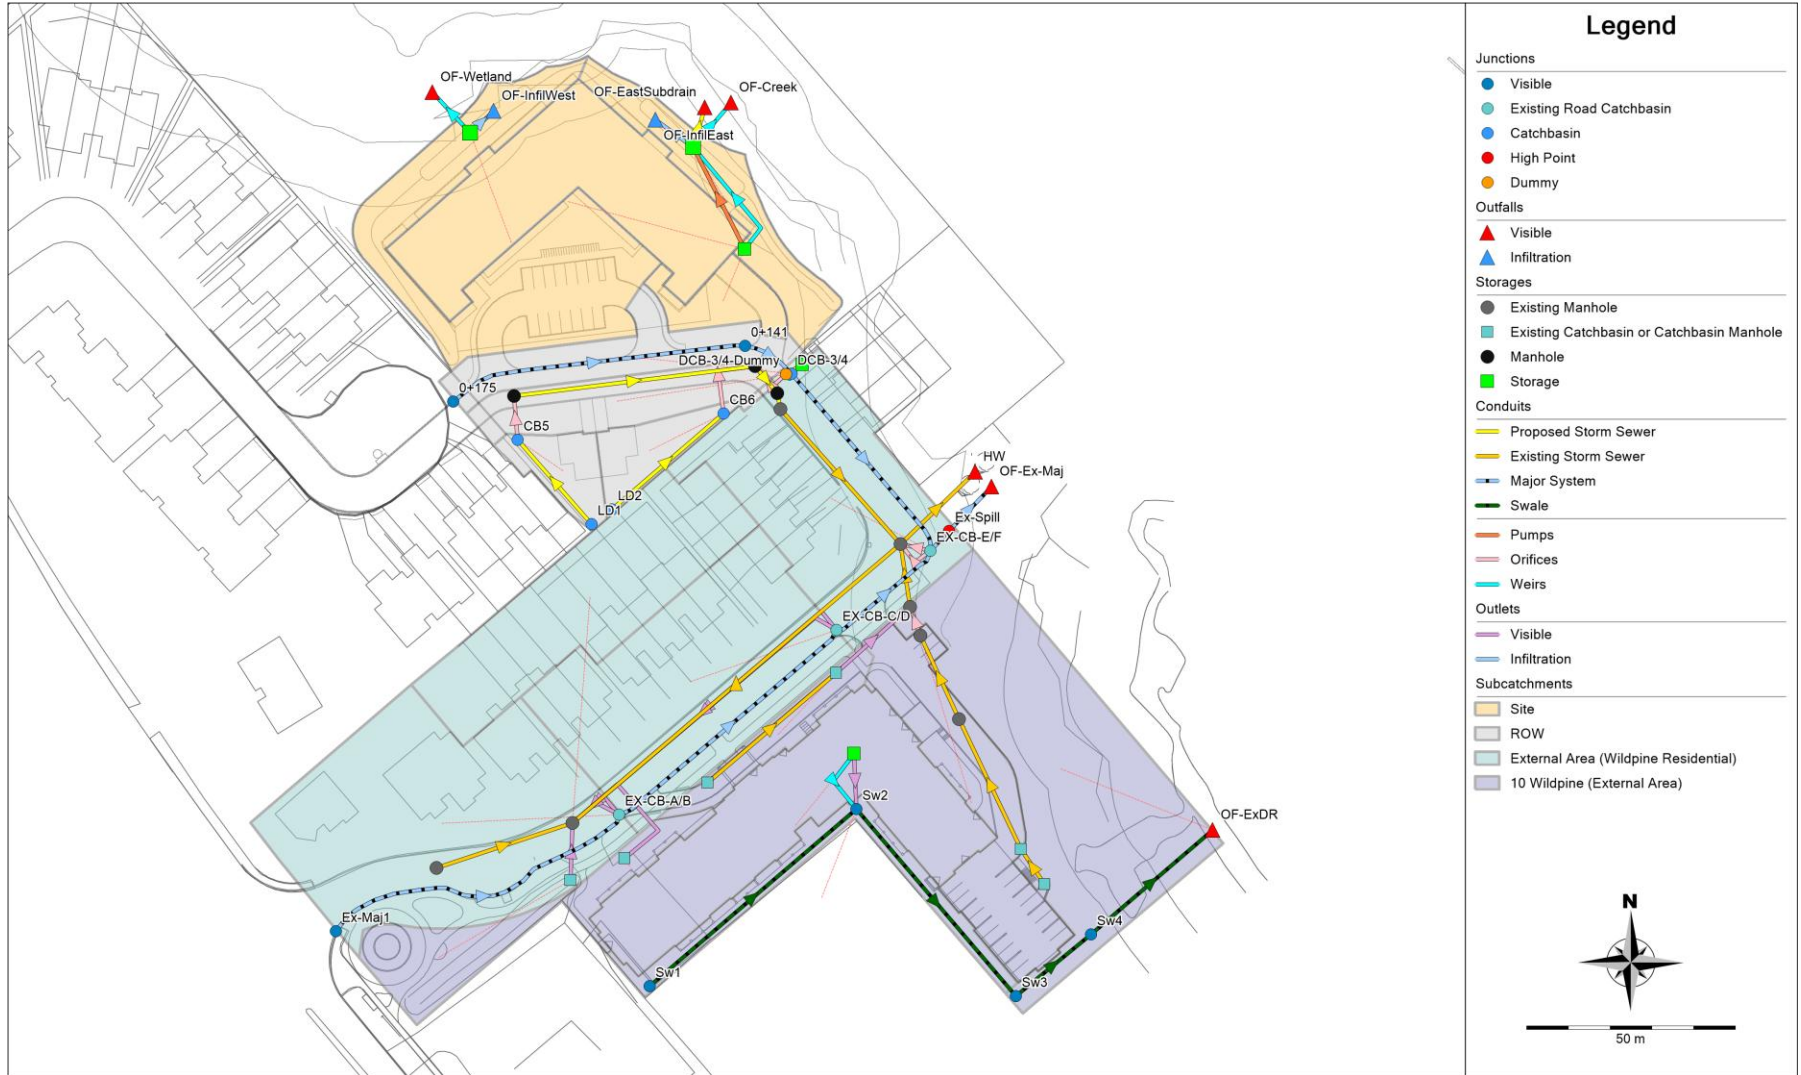 OF-Wetland
OF-InfilWest
OF-EastSubdrain
OF-Creek
OF-InfilEast
0+141
DCB-3/4-Dummy
DCB-3/4
0+175
CB6
CB5
HW
OF-Ex-Maj
LD2
LD1
Ex-Spill
EX-CB-E/F
EX-CB-C/D
EX-CB-A/B
Sw2
OF-ExDR
Ex-Maj1
Sw4
Sw1
Sw3
Legend
Junctions
Visible
Existing Road Catchbasin
Catchbasin
High Point
Dummy
Outfalls
Visible
Infiltration
Storages
Existing Manhole
Existing Catchbasin or Catchbasin Manhole
Manhole
Storage
Conduits
Proposed Storm Sewer
Existing Storm Sewer
Major System
Swale
Pumps
Orifices
Weirs
Outlets
Visible
Infiltration
Subcatchments
Site
ROW
External Area (Wildpine Residential)
10 Wildpine (External Area)
N
50 m